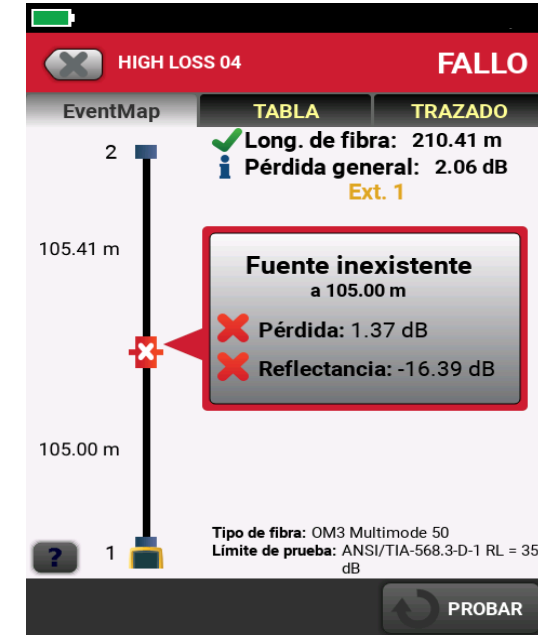 HIGH LOSS 04
FALLO
EventMap
TABLA
TRAZADO
2
Long. de fibra: 210.41 m
Pérdida general: 2.06 dB
Ext. 1
105.41 m
Fuente inexistente
a 105.00 m
Pérdida: 1.37 dB
Reflectancia: -16.39 dB
105.00 m
Tipo de fibra: OM3 Multimode 50
Límite de prueba: ANSI/TIA-568.3-D-1 RL = 35
dB
?
1
PROBAR